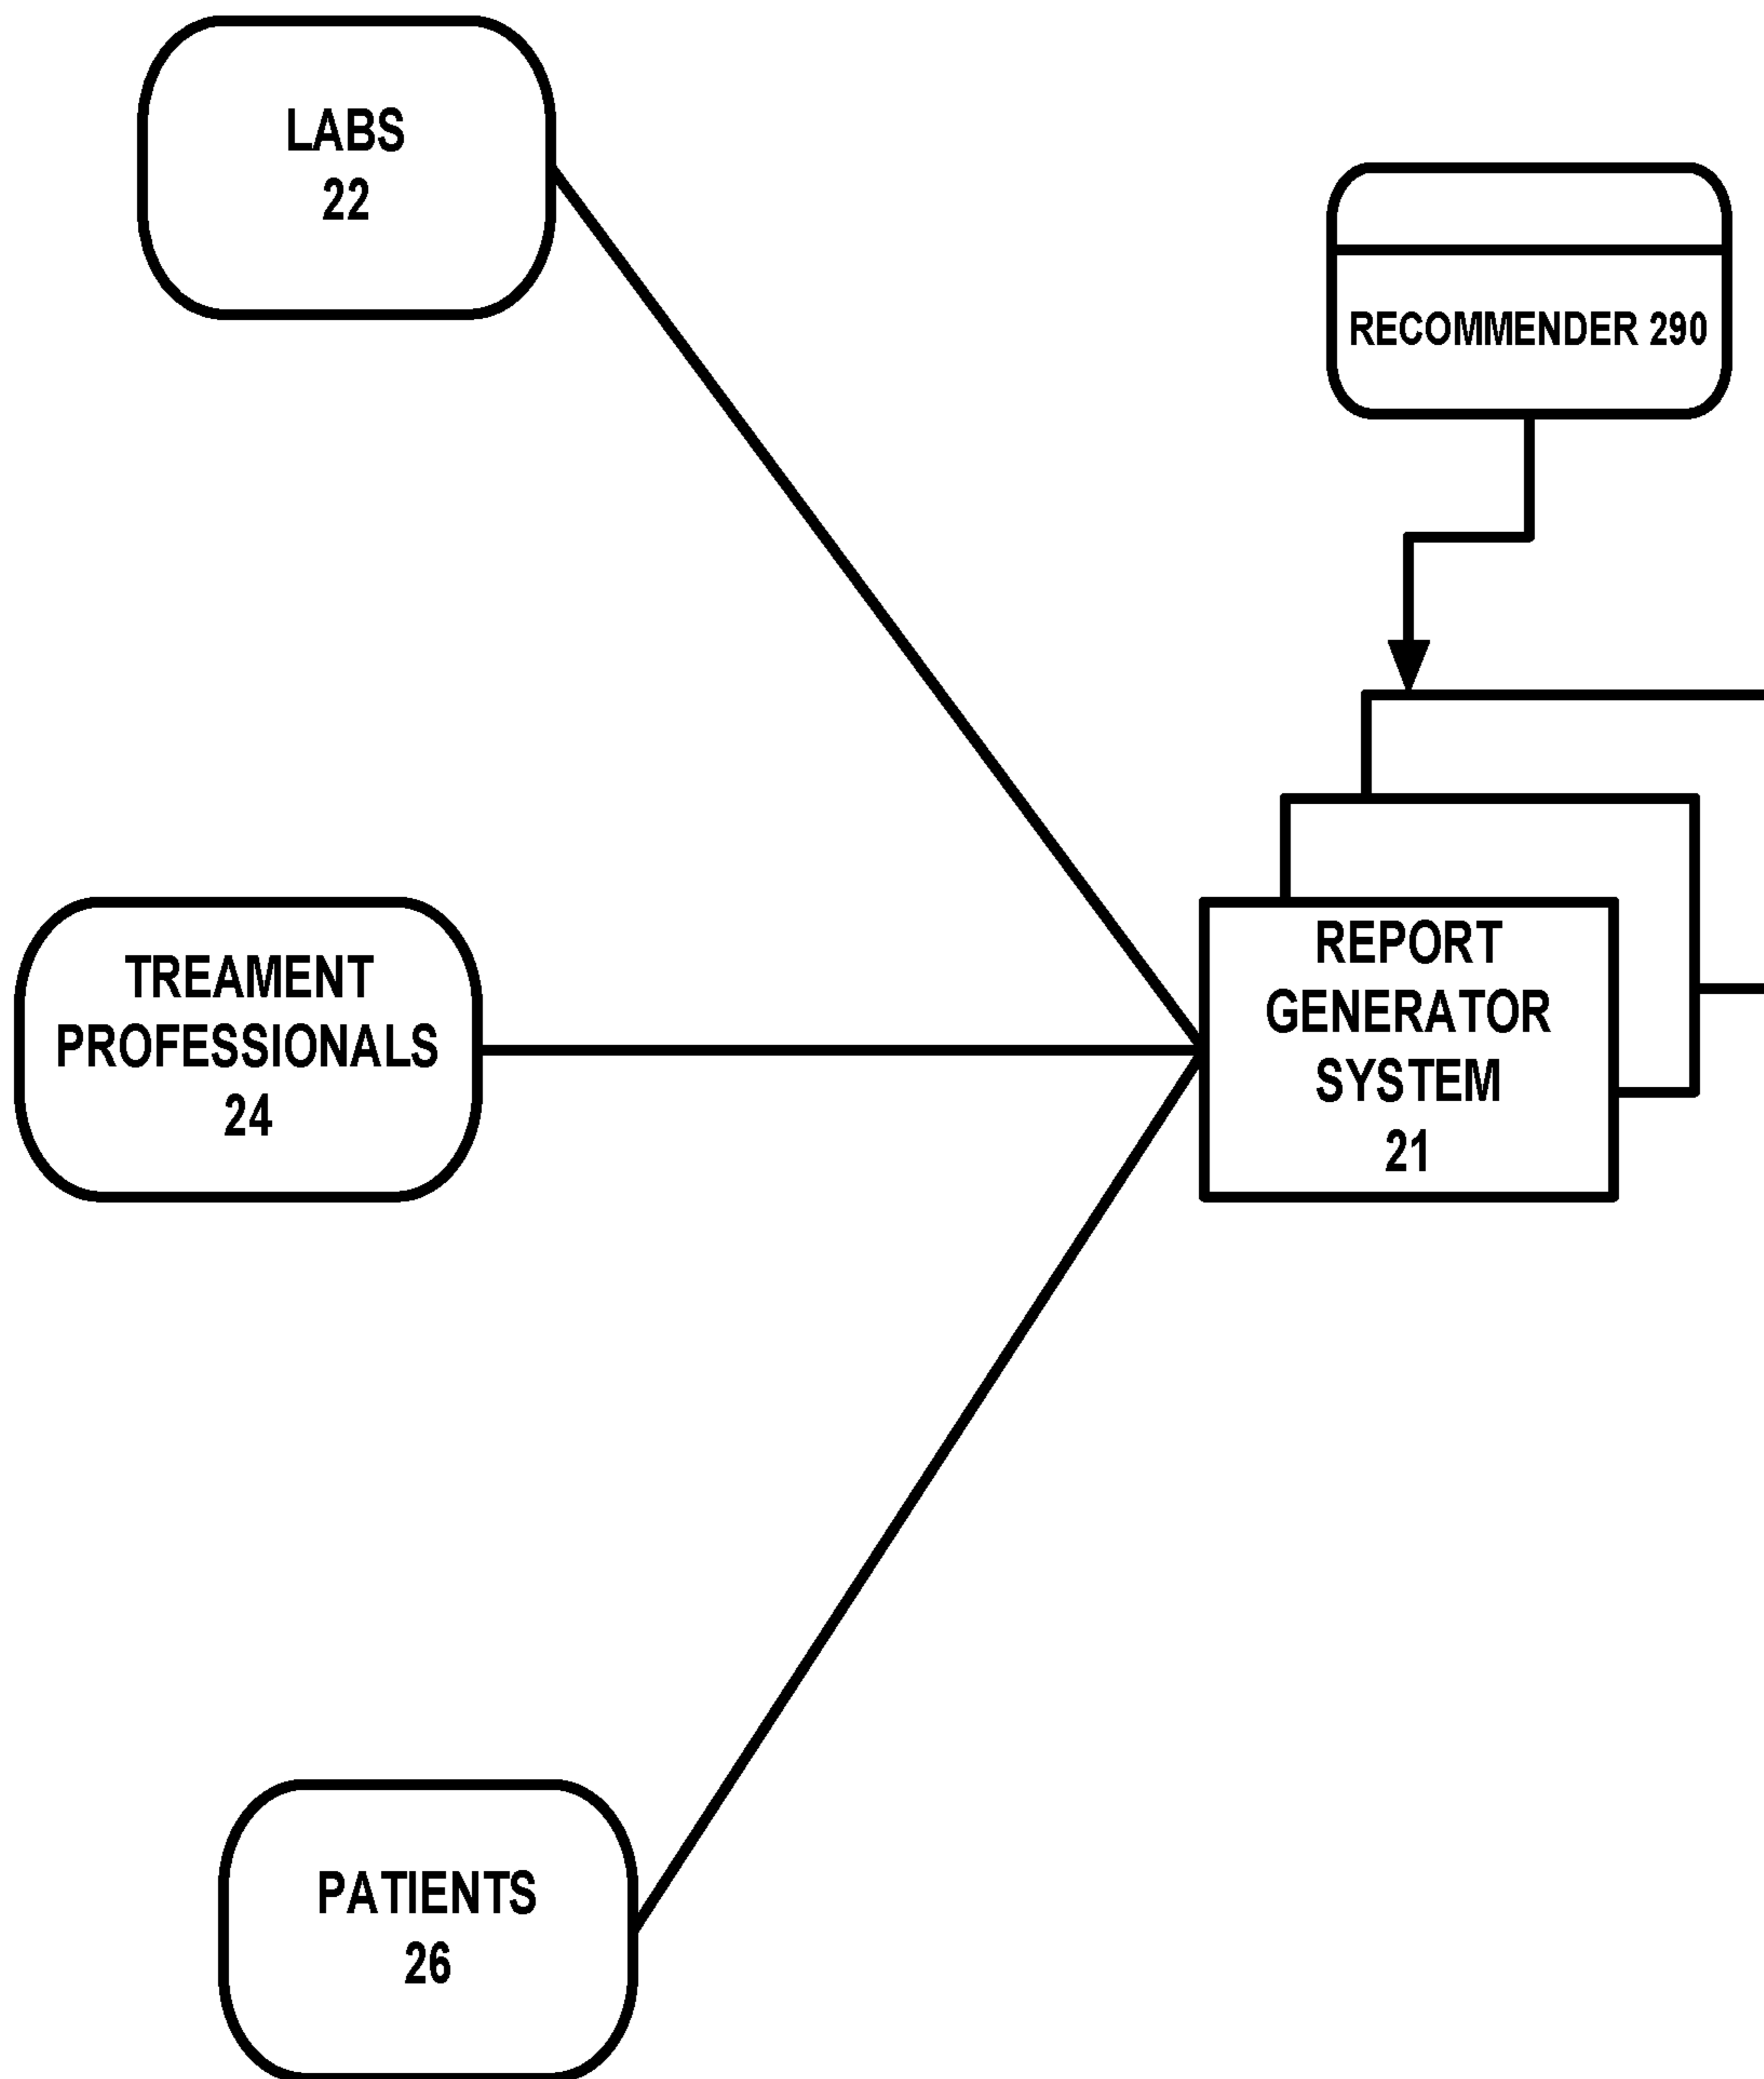 LABS
22
RECOMMENDER 290
TREAMENT
PROFESSIONALS
24
REPORT
GENERATOR
SYSTEM
21
PATIENTS
26